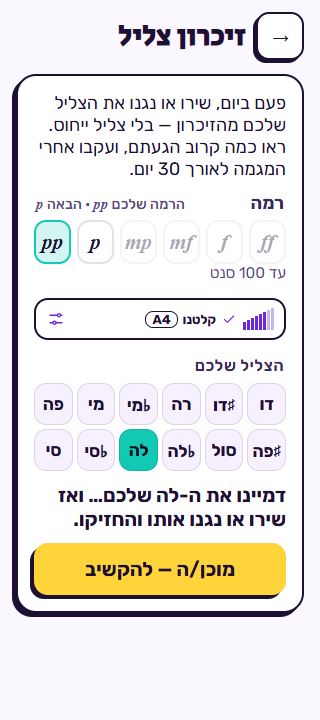 זיכרון צליל →
פעם ביום, שירו או נגנו את הצליל
שלכם מהזיכרון – בלי צליל ייחוס.
ראו כמה קרוב הגעתם, ועקבו אחרי
המגמה לאורך 30 יום.
רמה
הרמה שלכם pp · הבאה p
ff f mf mp p pp
עד 100 סנט
✓ קלטנו A4
הצליל שלכם
דו דו♯ רה מי♭ מי פה
פה♯ סול לה♭ לה סי♭ סי
דמיינו את ה-לה שלכם... ואז
שירו או נגנו אותו והחזיקו.
מוכן/ה – להקשיב